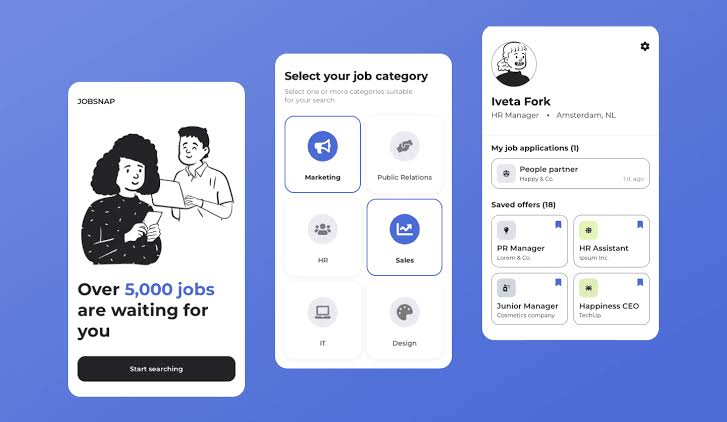 JOBSNAP
Over 5,000 jobs
are waiting for
you
Start searching
Select your job category
Select one or more categories suitable
for your search
Marketing
Public Relations
HR
Sales
IT
Design
Iveta Fork
HR Manager • Amsterdam, NL
My job applications (1)
People partner
Happy & Co.
1 d. ago
Saved offers (18)
PR Manager
Lorem & Co.
HR Assistant
Ipsum Inc
Junior Manager
Cosmetics company
Happiness CEO
TechUp